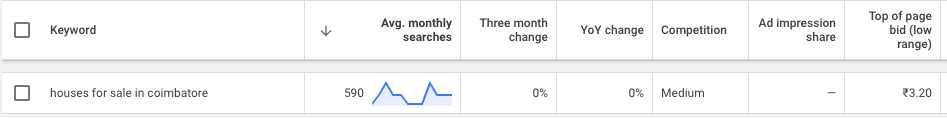 Keyword
Avg. monthly
searches
Three month
change
YoY change
Competition
Ad impression
share
Top of page
bid (low
range)
houses for sale in coimbatore
590
0%
0%
Medium
—
₹3.20